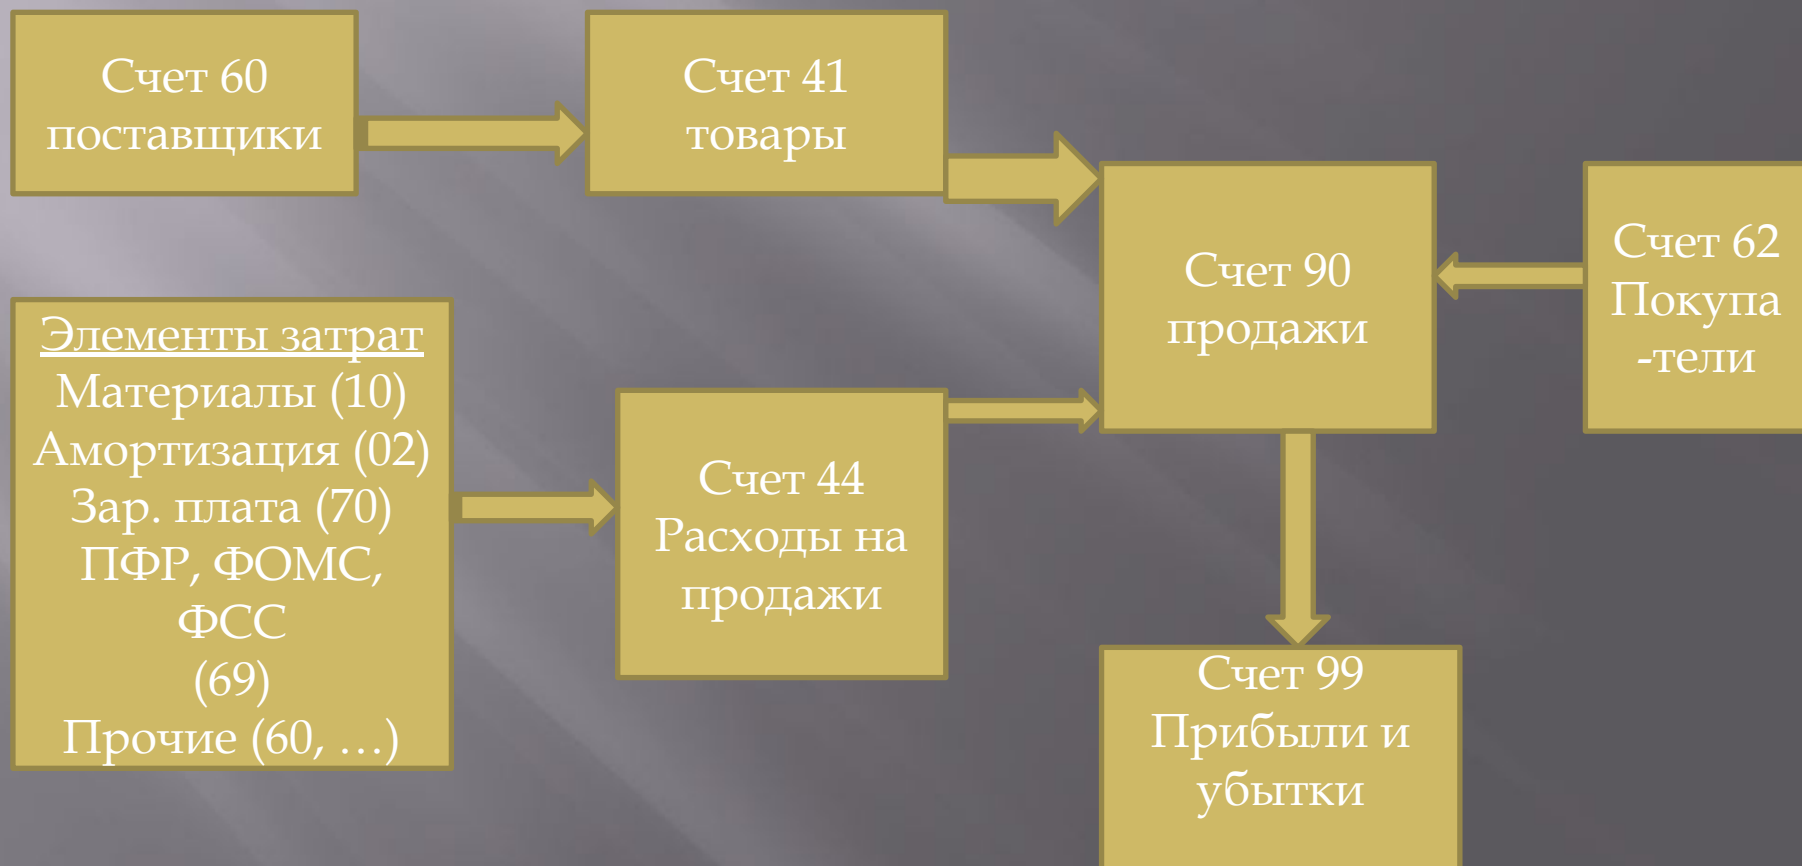 Счет 60
поставщики
Счет 41
товары
Счет 90
продажи
Счет 62
Покупа
-тели
Элементы затрат
Материалы (10)
Амортизация (02)
Зар. плата (70)
ПФР, ФОМС,
ФСС
(69)
Прочие (60, …)
Счет 44
Расходы на
продажи
Счет 99
Прибыли и
убытки